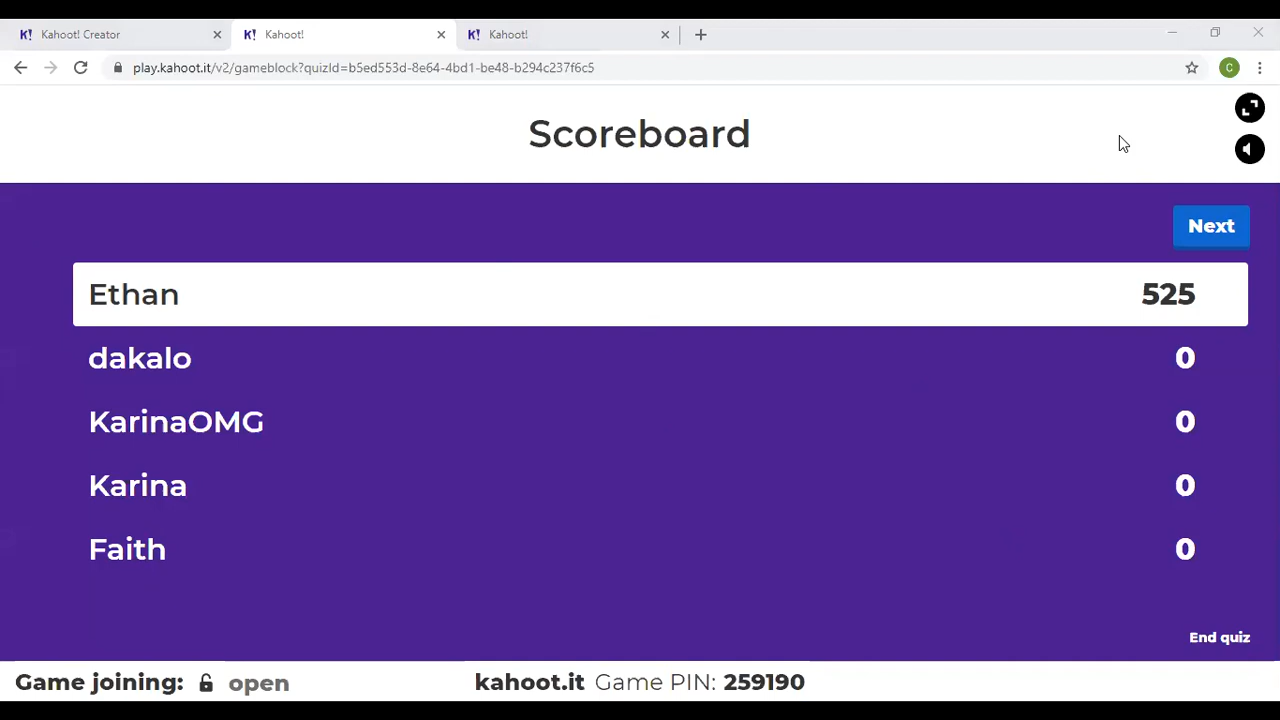 K! Kahoot! Creator
K! Kahoot!
K! Kahoot!
play.kahoot.it/v2/gameblock?quizId=b5ed553d-8e64-4bd1-be48-b294c237f6c5
C
Scoreboard
Next
Ethan 525
dakalo 0
KarinaOMG 0
Karina 0
Faith 0
End quiz
Game joining: open
kahoot.it Game PIN: 259190